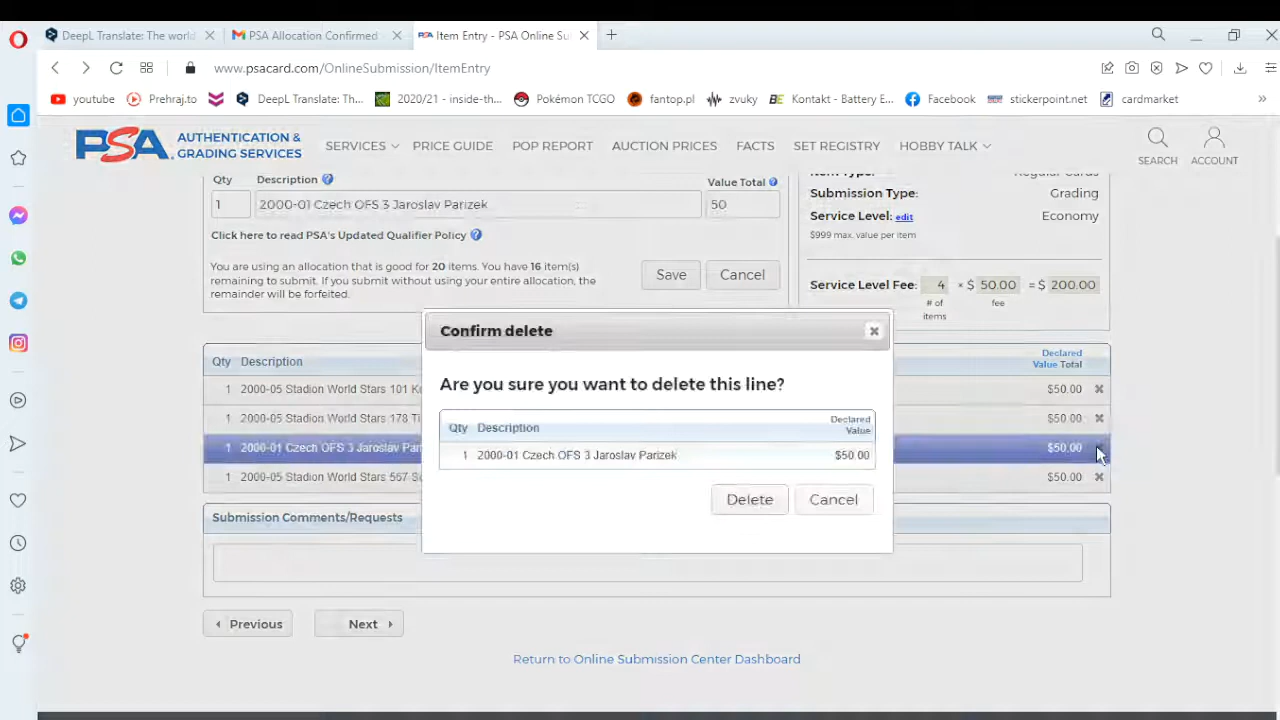 DeepL Translate: The world
PSA Allocation Confirmed
PSA Item Entry - PSA Online Su
www.psacard.com/OnlineSubmission/ItemEntry
youtube
Prehraj.to
DeepL Translate: Th...
2020/21 - inside-th...
Pokémon TCGO
fantop.pl
zvuky
BE Kontakt - Battery E...
Facebook
stickerpoint.net
cardmarket
PSA AUTHENTICATION &
GRADING SERVICES
SERVICES
PRICE GUIDE
POP REPORT
AUCTION PRICES
FACTS
SET REGISTRY
HOBBY TALK
SEARCH
ACCOUNT
Qty Description Value Total
1 2000-01 Czech OFS 3 Jaroslav Parizek 50
Click here to read PSA's Updated Qualifier Policy
You are using an allocation that is good for 20 items. You have 16 item(s)
remaining to submit. If you submit without using your entire allocation, the
remainder will be forfeited.
Save
Cancel
Item Type: Regular Cards
Submission Type: Grading
Service Level: edit Economy
$999 max. value per item
Service Level Fee: 4 × $ 50.00 = $ 200.00
# of
items
fee
Confirm delete
Are you sure you want to delete this line?
Qty Description Declared
Value
1 2000-01 Czech OFS 3 Jaroslav Parizek $50.00
Delete
Cancel
Qty Description Declared
Value Total
1 2000-05 Stadion World Stars 101 $50.00
1 2000-05 Stadion World Stars 178 $50.00
1 2000-01 Czech OFS 3 Jaroslav Par $50.00
1 2000-05 Stadion World Stars 567 $50.00
Submission Comments/Requests
Previous
Next
Return to Online Submission Center Dashboard